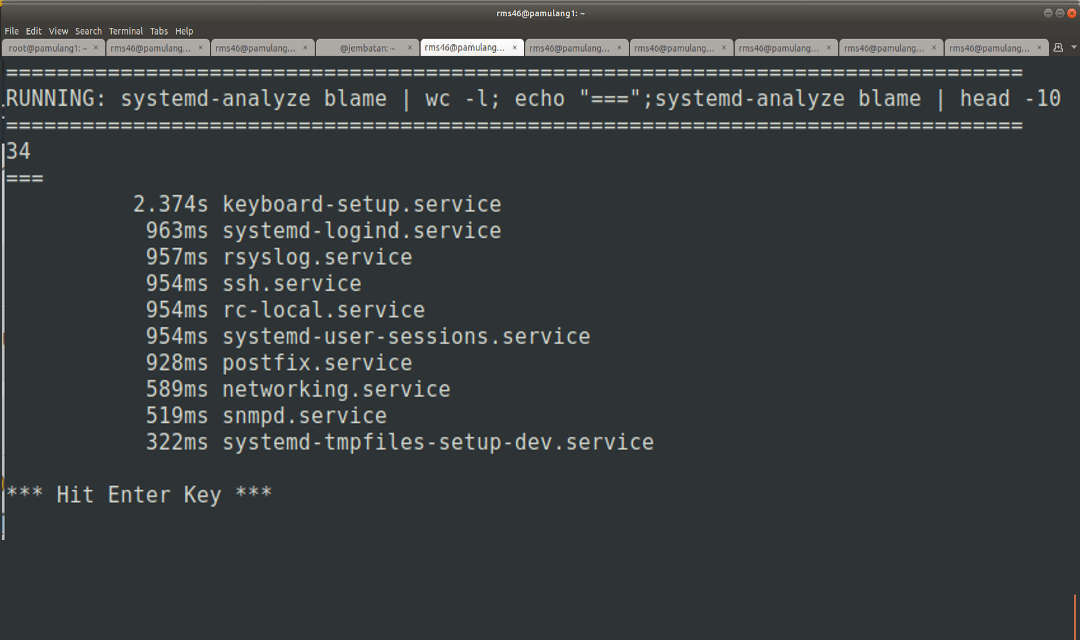 rms46@pamulang1: ~
File Edit View Search Terminal Tabs Help
root@pamulang1: ~ × rms46@pamulang... × rms46@pamulang... × @jembatan: ~ × rms46@pamulang... × rms46@pamulang... × rms46@pamulang... × rms46@pamulang... × rms46@pamulang... × rms46@pamulang... ×
================================================================================
RUNNING: systemd-analyze blame | wc -l; echo "===";systemd-analyze blame | head -10
================================================================================
34
===
2.374s keyboard-setup.service
963ms systemd-logind.service
957ms rsyslog.service
954ms ssh.service
954ms rc-local.service
954ms systemd-user-sessions.service
928ms postfix.service
589ms networking.service
519ms snmpd.service
322ms systemd-tmpfiles-setup-dev.service
*** Hit Enter Key ***